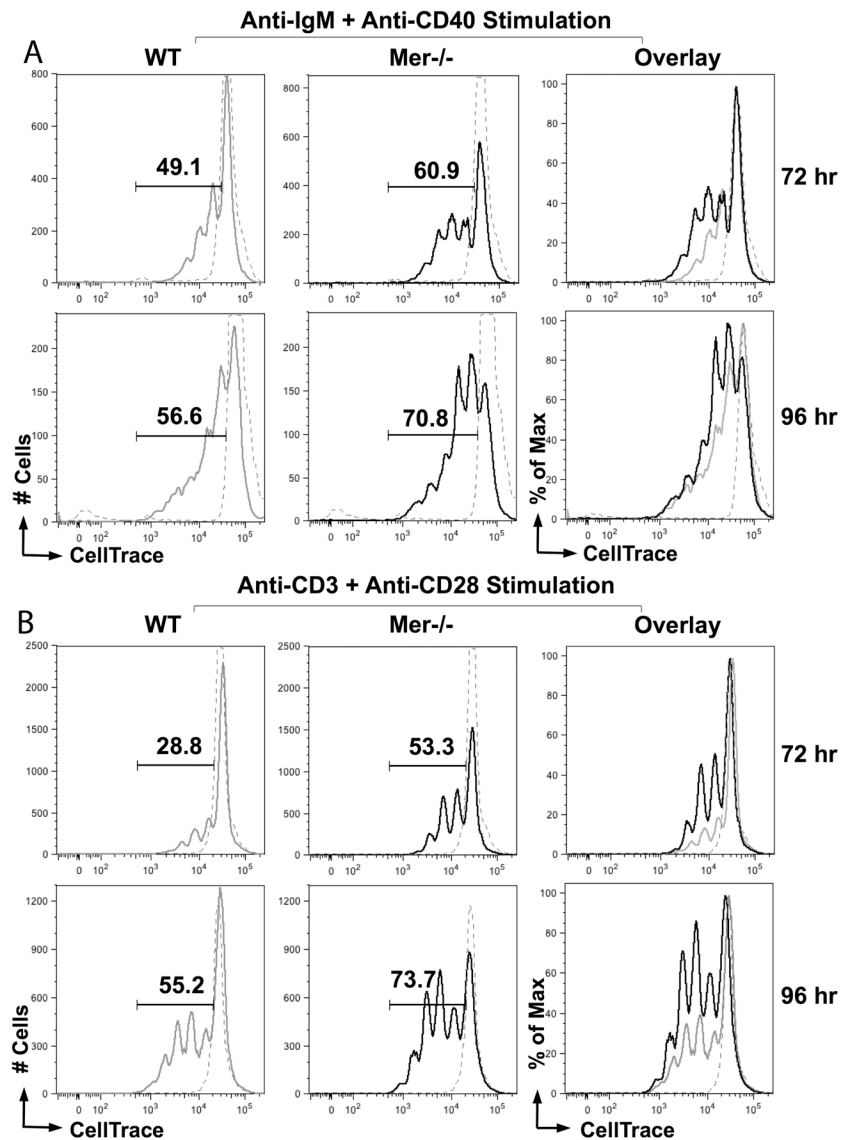 Anti-IgM + Anti-CD40 Stimulation
A
WT
Mer-/-
Overlay
800
600
400
200
0
49.1
0 10² 10³ 10⁴ 10⁵
800
600
400
200
0
60.9
0 10² 10³ 10⁴ 10⁵
100
80
60
40
20
0
0 10² 10³ 10⁴ 10⁵
72 hr
# Cells
200
150
100
50
0
56.6
0 10² 10³ 10⁴ 10⁵
CellTrace
200
150
100
50
0
70.8
0 10² 10³ 10⁴ 10⁵
% of Max
100
80
60
40
20
0
0 10² 10³ 10⁴ 10⁵
CellTrace
96 hr
Anti-CD3 + Anti-CD28 Stimulation
B
WT
Mer-/-
Overlay
2500
2000
1500
1000
500
0
28.8
0 10² 10³ 10⁴ 10⁵
2500
2000
1500
1000
500
0
53.3
0 10² 10³ 10⁴ 10⁵
100
80
60
40
20
0
0 10² 10³ 10⁴ 10⁵
72 hr
# Cells
1200
900
600
300
0
55.2
0 10² 10³ 10⁴ 10⁵
CellTrace
1200
900
600
300
0
73.7
0 10² 10³ 10⁴ 10⁵
% of Max
100
80
60
40
20
0
0 10² 10³ 10⁴ 10⁵
CellTrace
96 hr